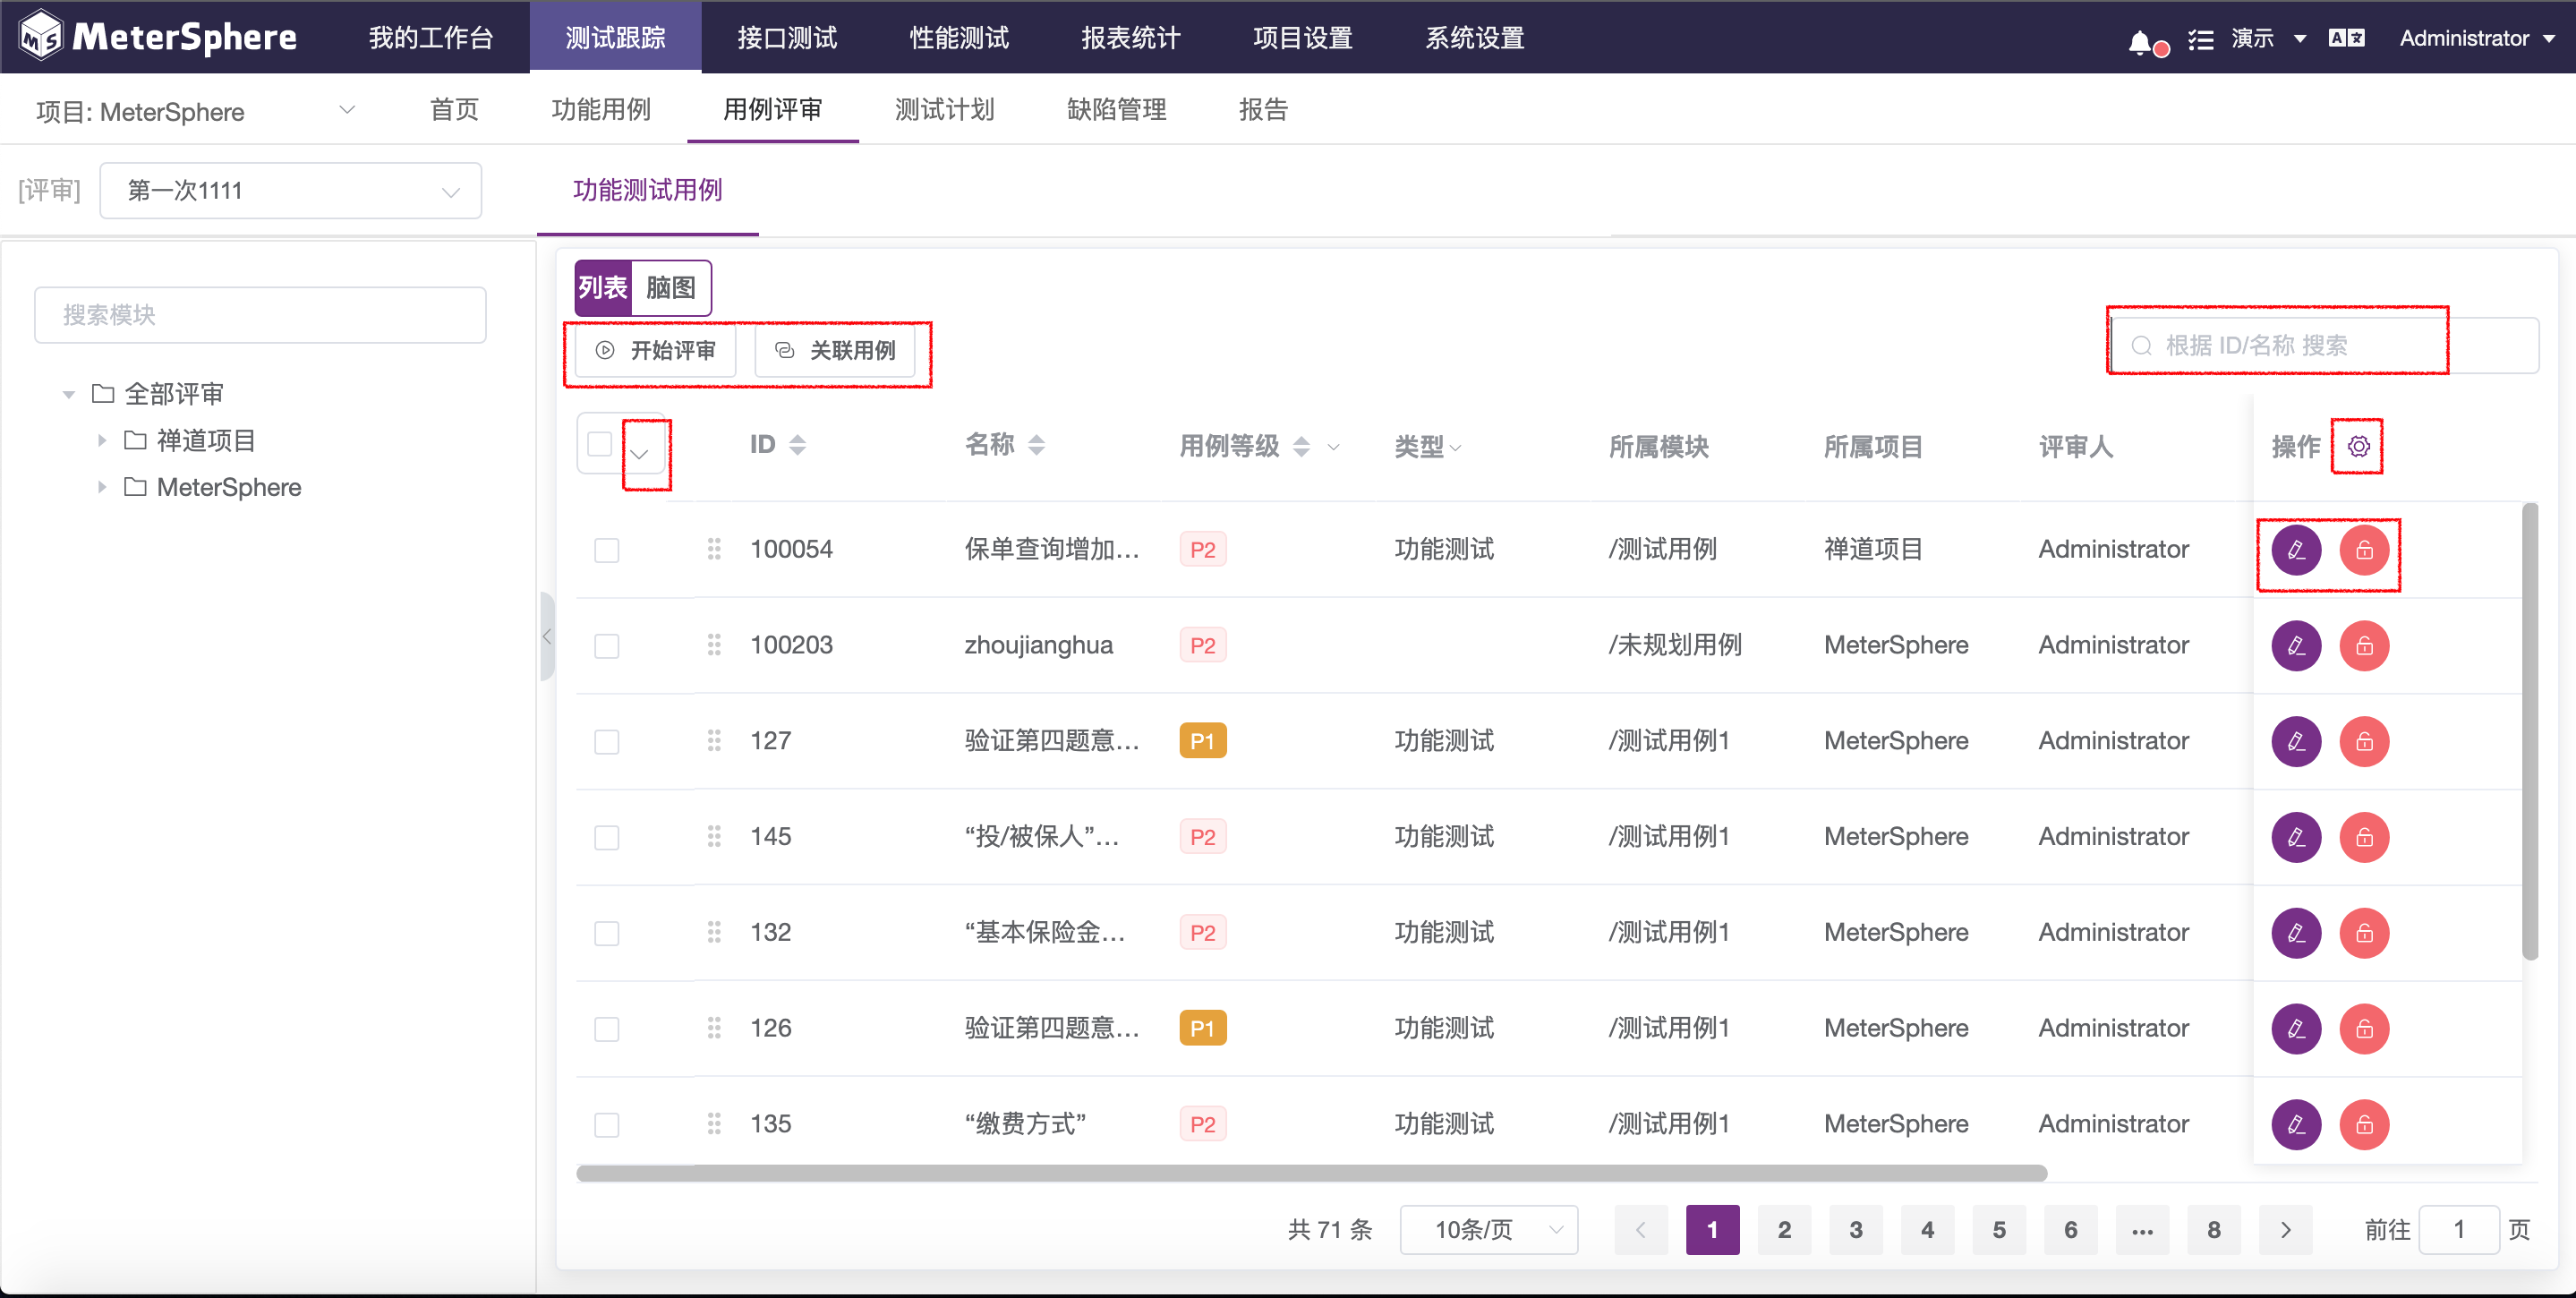 MS MeterSphere 我的工作台 测试跟踪 接口测试 性能测试 报表统计 项目设置 系统设置 演示 Administrator
项目: MeterSphere 首页 功能用例 用例评审 测试计划 缺陷管理 报告
[评审] 第一次1111 功能测试用例
搜索模块
全部评审
禅道项目
MeterSphere
列表 脑图
开始评审 关联用例 根据 ID/名称 搜索
ID 名称 用例等级 类型 所属模块 所属项目 评审人 操作
100054 保单查询增加... P2 功能测试 /测试用例 禅道项目 Administrator
100203 zhoujianghua P2 /未规划用例 MeterSphere Administrator
127 验证第四题意... P1 功能测试 /测试用例1 MeterSphere Administrator
145 “投/被保人”... P2 功能测试 /测试用例1 MeterSphere Administrator
132 “基本保险金... P2 功能测试 /测试用例1 MeterSphere Administrator
126 验证第四题意... P1 功能测试 /测试用例1 MeterSphere Administrator
135 “缴费方式” P2 功能测试 /测试用例1 MeterSphere Administrator
共 71 条 10条/页 1 2 3 4 5 6 ... 8 前往 1 页